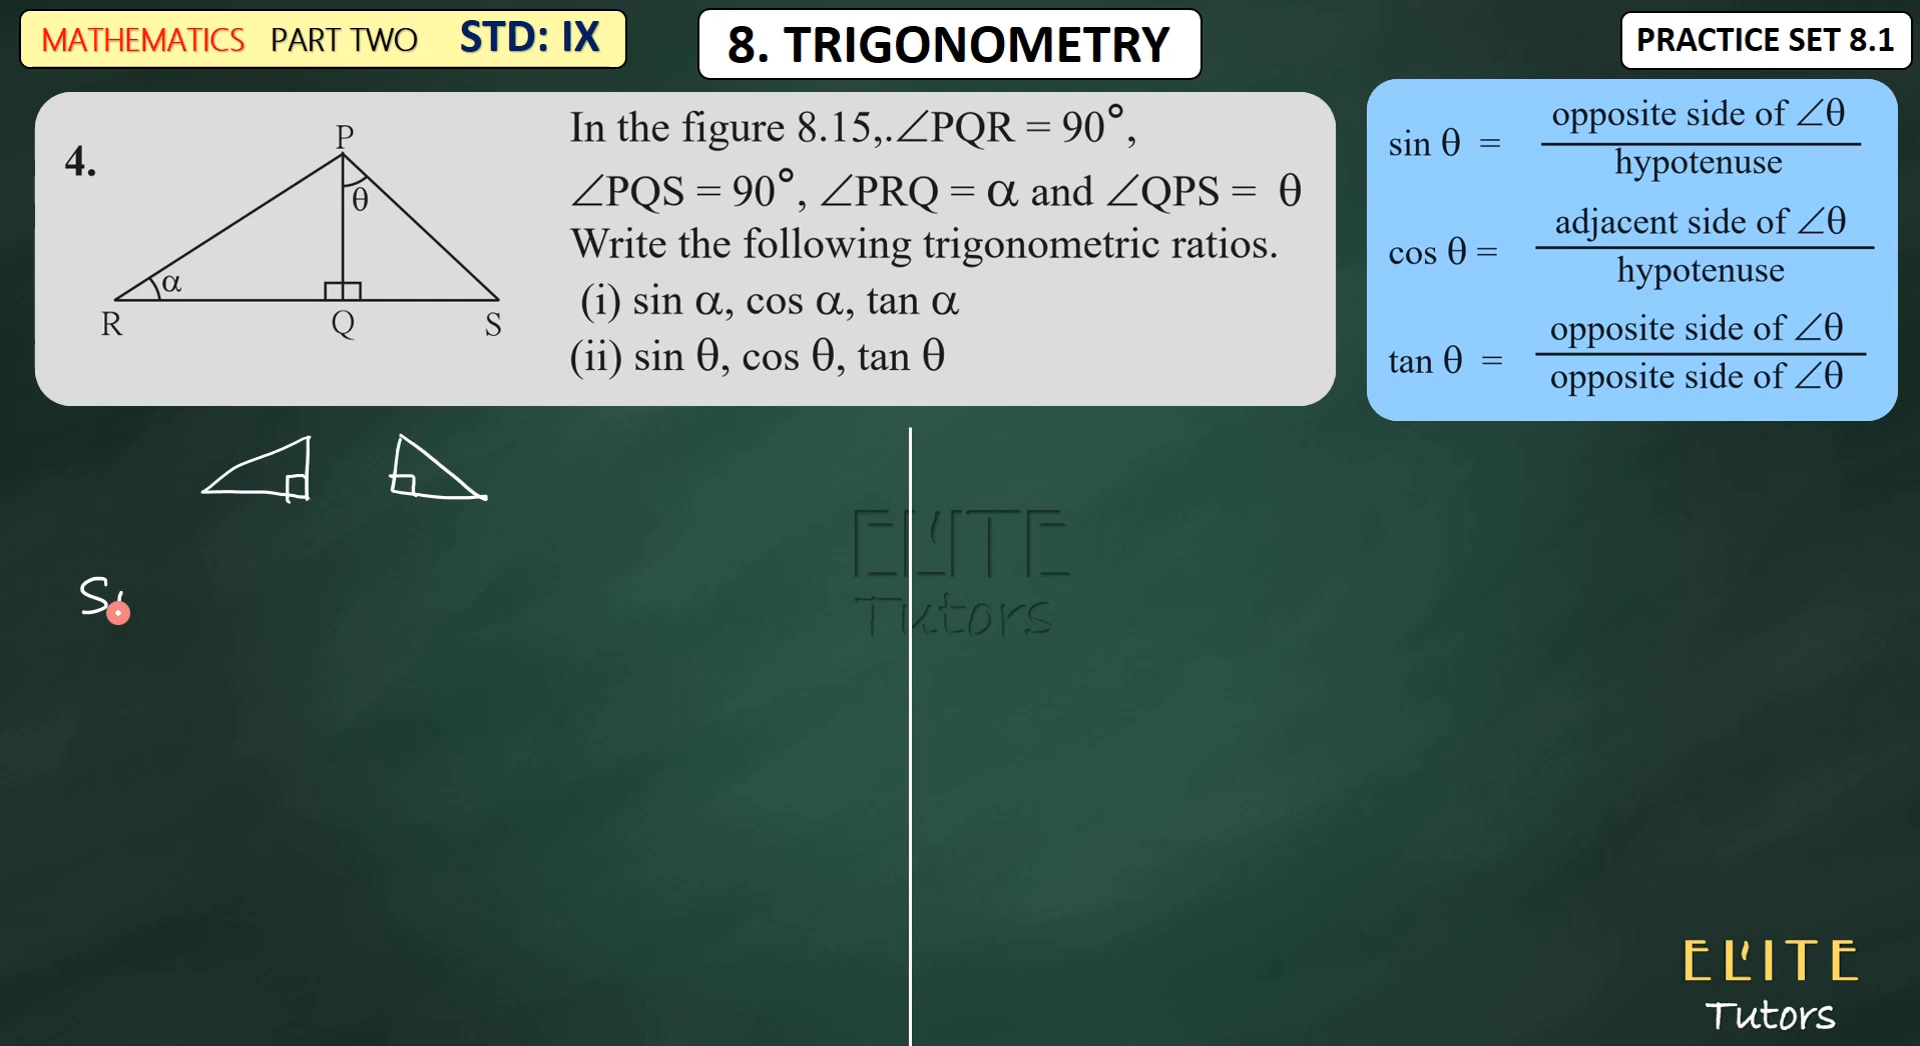 MATHEMATICS PART TWO STD: IX
8. TRIGONOMETRY
PRACTICE SET 8.1
4.
P
θ
α
R
Q
S
In the figure 8.15,.∠PQR = 90°,
∠PQS = 90°, ∠PRQ = α and ∠QPS = θ
Write the following trigonometric ratios.
(i) sin α, cos α, tan α
(ii) sin θ, cos θ, tan θ
sin θ = opposite side of ∠θ
hypotenuse
cos θ = adjacent side of ∠θ
hypotenuse
tan θ = opposite side of ∠θ
opposite side of ∠θ
ELITE
Tutors
ELITE
Tutors